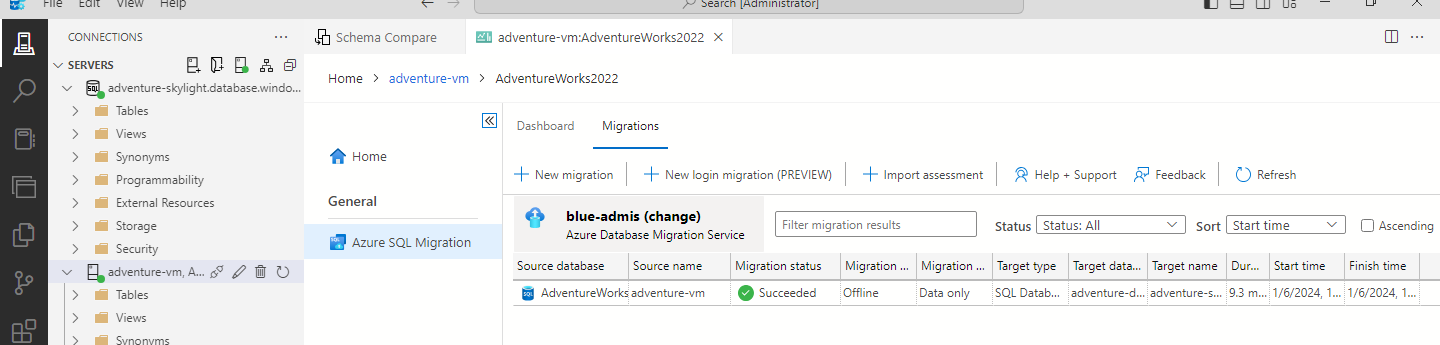 File Edit View Help
Search [Administrator]
CONNECTIONS
Schema Compare
adventure-vm:AdventureWorks2022
SERVERS
adventure-skylight.database.windo...
Tables
Views
Synonyms
Programmability
External Resources
Storage
Security
adventure-vm, A...
Tables
Views
Synonyms
Home > adventure-vm > AdventureWorks2022
Home
General
Azure SQL Migration
Dashboard Migrations
New migration New login migration (PREVIEW) Import assessment Help + Support Feedback Refresh
blue-admis (change)
Azure Database Migration Service
Filter migration results
Status Status: All Sort Start time Ascending
Source database Source name Migration status Migration ... Migration ... Target type Target data... Target name Dur... Start time Finish time
AdventureWorks adventure-vm Succeeded Offline Data only SQL Datab... adventure-d... adventure-s... 9.3 m... 1/6/2024, 1... 1/6/2024, 1...